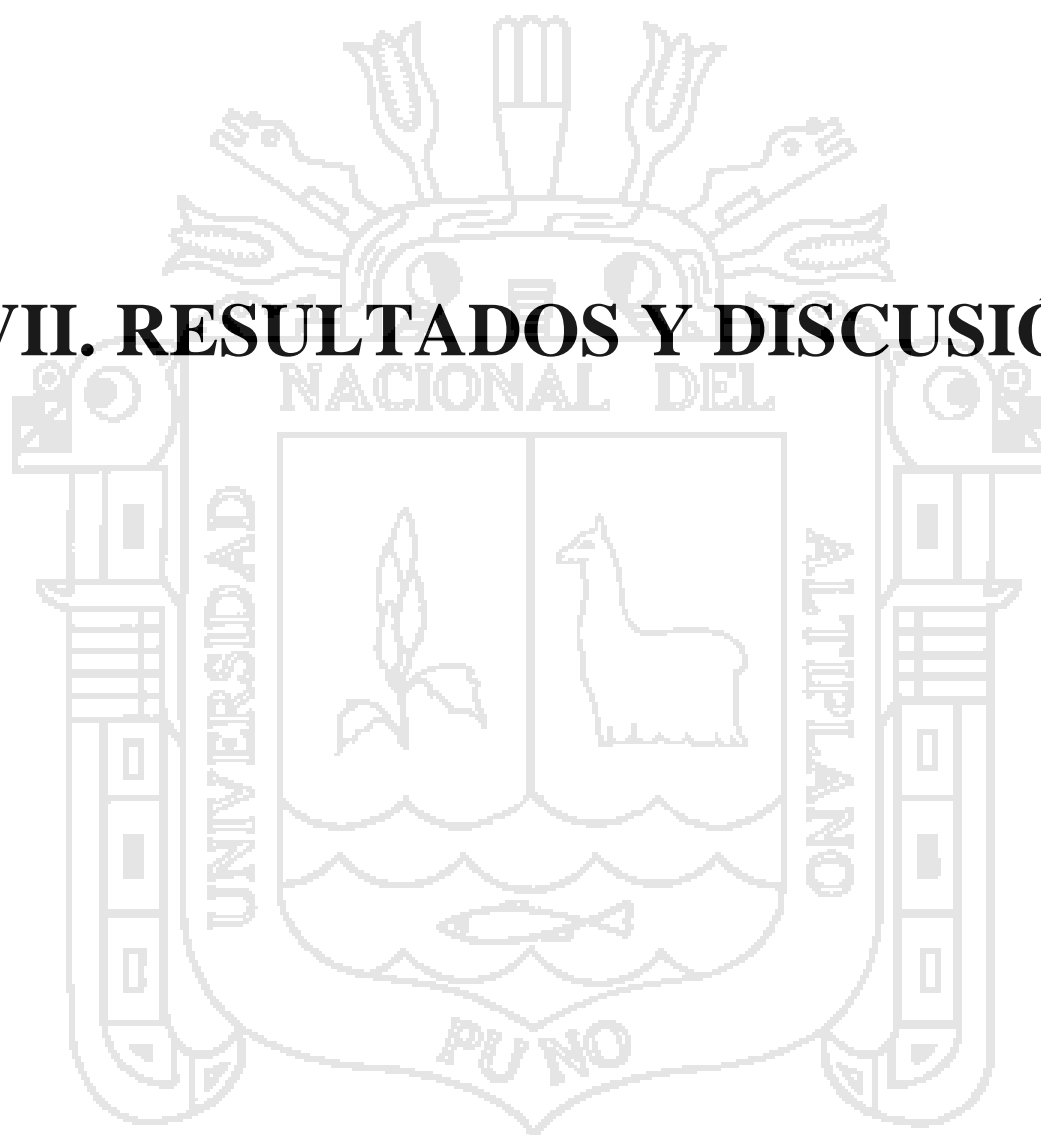 VII. RESULTADOS Y DISCUSIÓ
NACIONAL DEL
UNIVERSIDAD
ALTIPLANO
PUNO